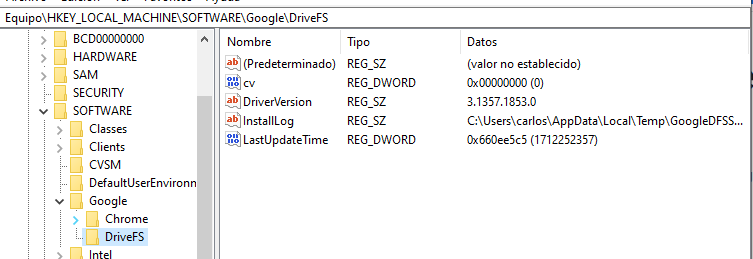 Equipo\HKEY_LOCAL_MACHINE\SOFTWARE\Google\DriveFS
BCD00000000
HARDWARE
SAM
SECURITY
SOFTWARE
Classes
Clients
CVSM
DefaultUserEnvironm
Google
Chrome
DriveFS
Intel
Nombre Tipo Datos
(Predeterminado) REG_SZ (valor no establecido)
cv REG_DWORD 0x00000000 (0)
DriverVersion REG_SZ 3.1357.1853.0
InstallLog REG_SZ C:\Users\carlos\AppData\Local\Temp\GoogleDFSS...
LastUpdateTime REG_DWORD 0x660ee5c5 (1712252357)